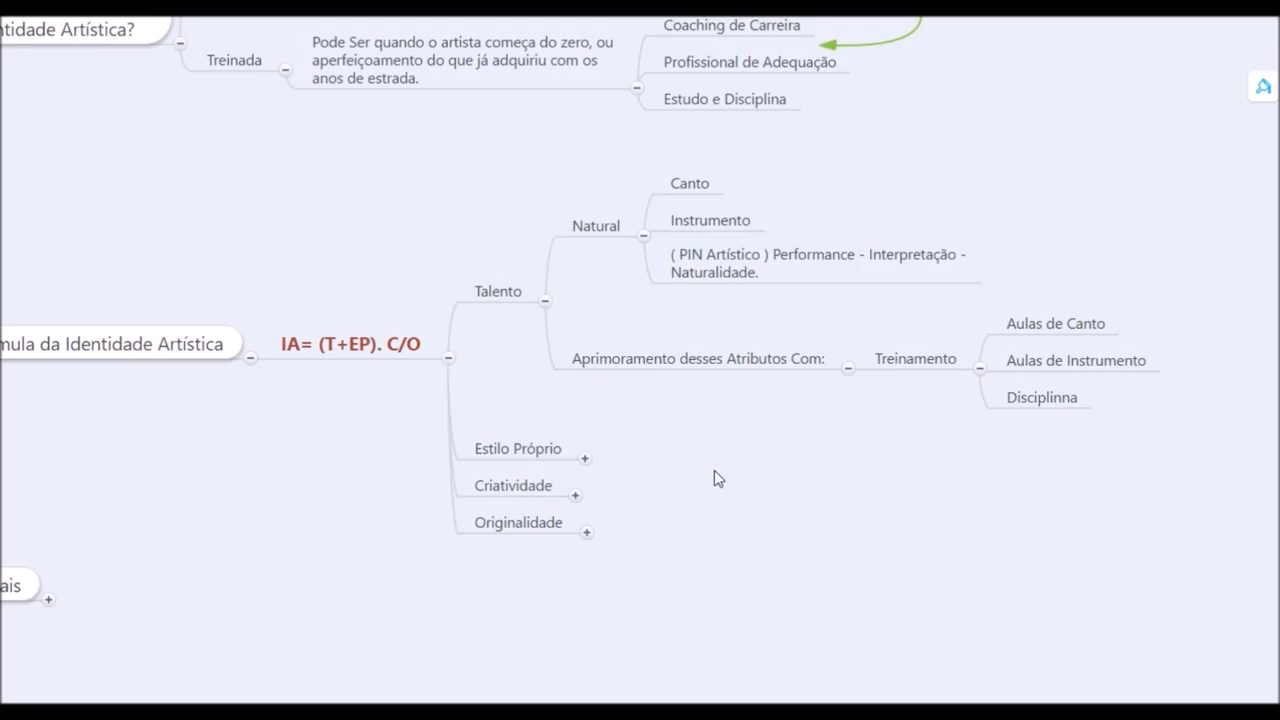 ntidade Artística?
Treinada
Pode Ser quando o artista começa do zero, ou
aperfeiçoamento do que já adquiriu com os
anos de estrada.
Coaching de Carreira
Profissional de Adequação
Estudo e Disciplina
mula da Identidade Artística
IA= (T+EP). C/O
Talento
Natural
Canto
Instrumento
( PIN Artístico ) Performance - Interpretação -
Naturalidade.
Aprimoramento desses Atributos Com:
Treinamento
Aulas de Canto
Aulas de Instrumento
Disciplinna
Estilo Próprio
Criatividade
Originalidade
ais